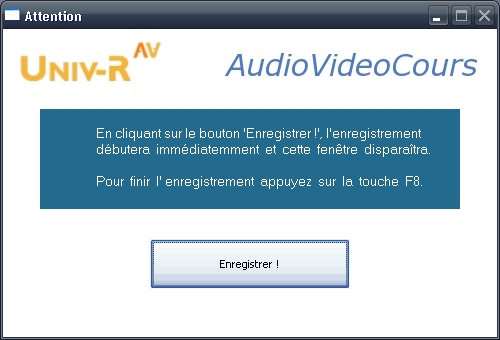 Attention
UNIV-R AV
AudioVideoCours
En cliquant sur le bouton 'Enregistrer !', l'enregistrement
débutera immédiatemment et cette fenêtre disparaîtra.
Pour finir l'enregistrement appuyez sur la touche F8.
Enregistrer !